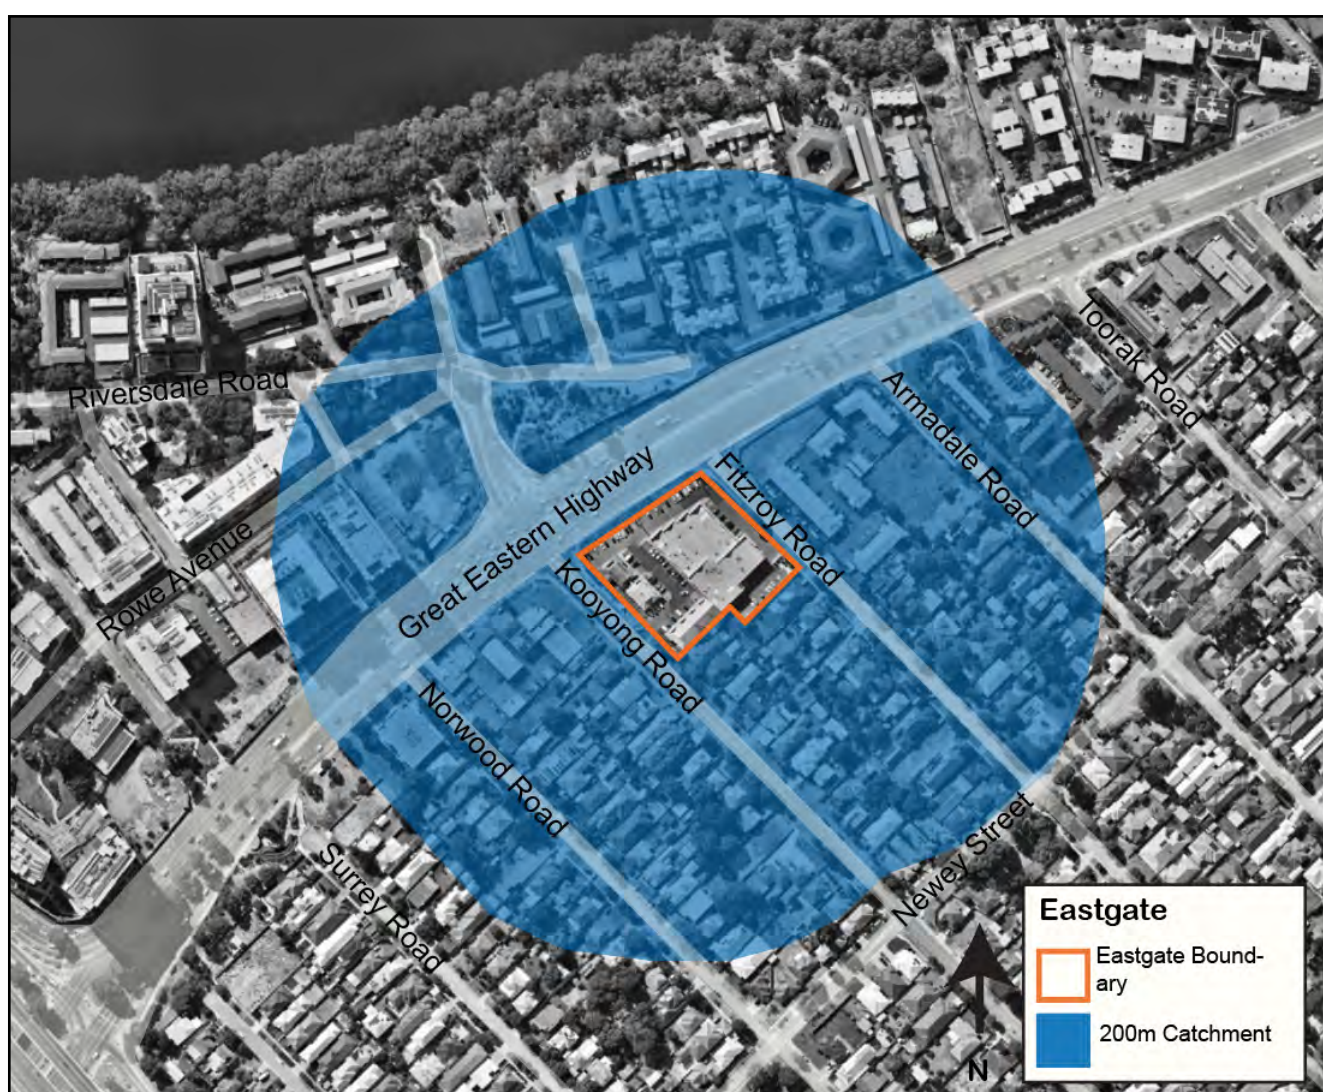 Riversdale Road
Toorak Road
Armadale Road
Fitzroy Road
Great Eastern Highway
Rowe Avenue
Kooyong Road
Norwood Road
Newey Street
Surrey Road
N
Eastgate
Eastgate Bound-
ary
200m Catchment